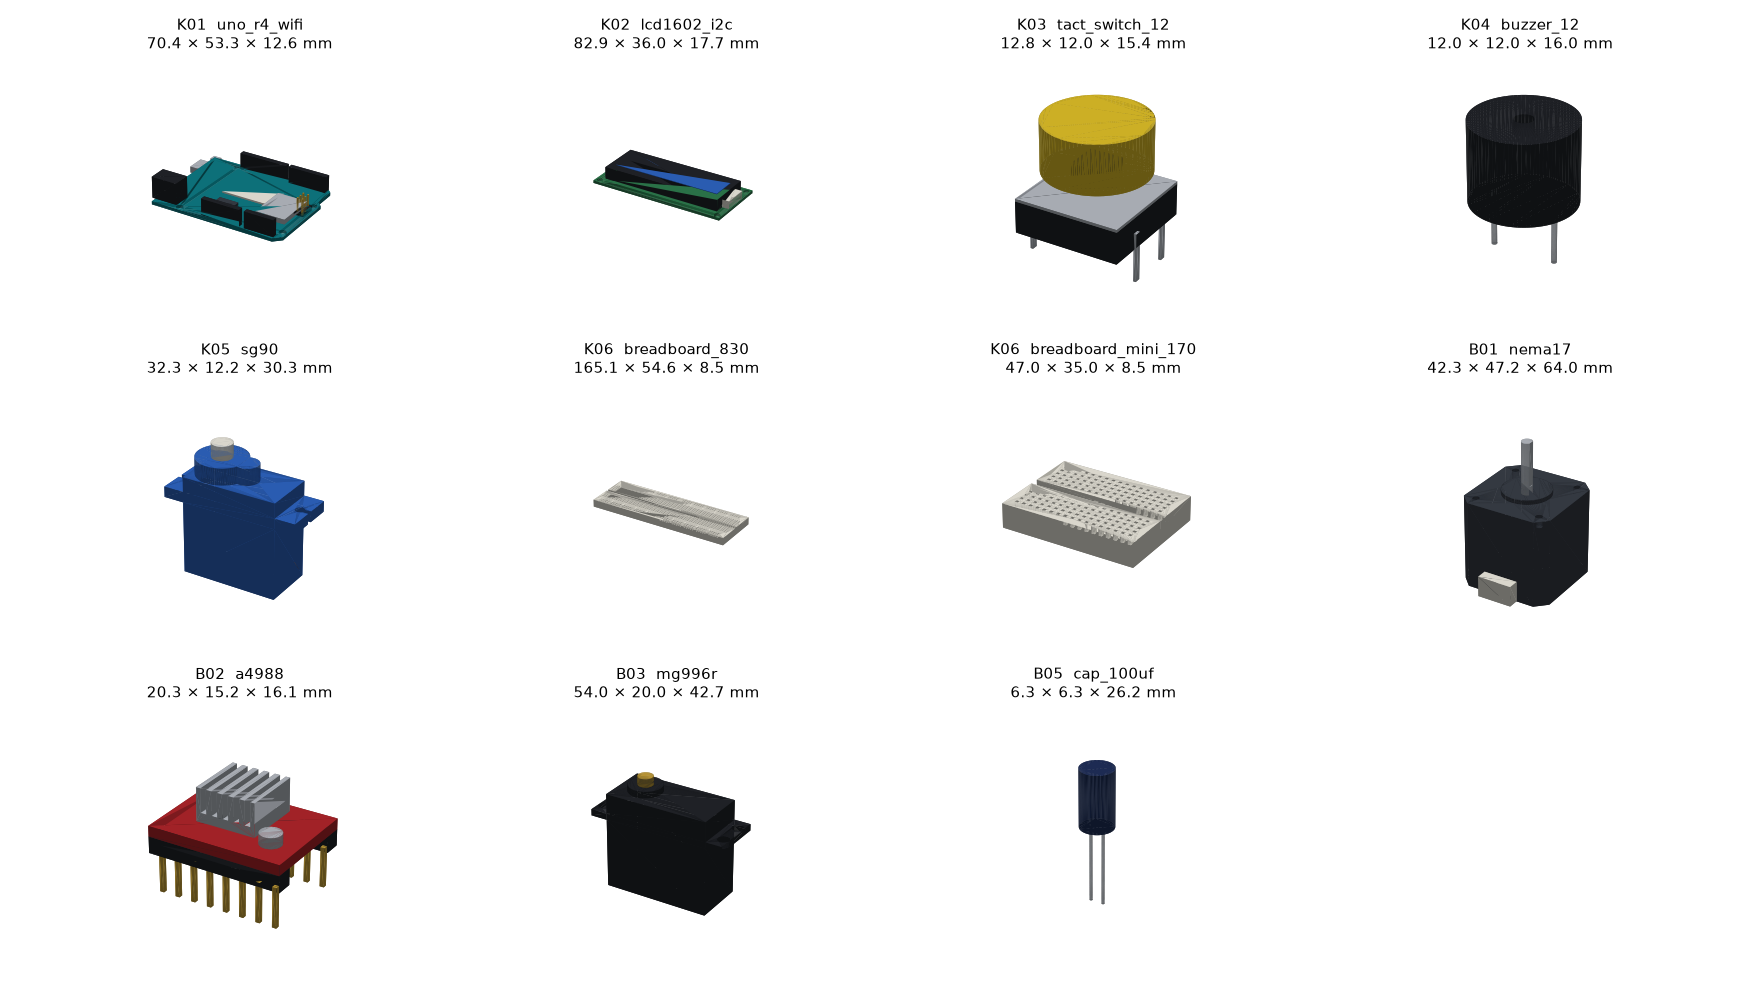 K01 uno_r4_wifi
70.4 × 53.3 × 12.6 mm
K02 lcd1602_i2c
82.9 × 36.0 × 17.7 mm
K03 tact_switch_12
12.8 × 12.0 × 15.4 mm
K04 buzzer_12
12.0 × 12.0 × 16.0 mm
K05 sg90
32.3 × 12.2 × 30.3 mm
K06 breadboard_830
165.1 × 54.6 × 8.5 mm
K06 breadboard_mini_170
47.0 × 35.0 × 8.5 mm
B01 nema17
42.3 × 47.2 × 64.0 mm
B02 a4988
20.3 × 15.2 × 16.1 mm
B03 mg996r
54.0 × 20.0 × 42.7 mm
B05 cap_100uf
6.3 × 6.3 × 26.2 mm